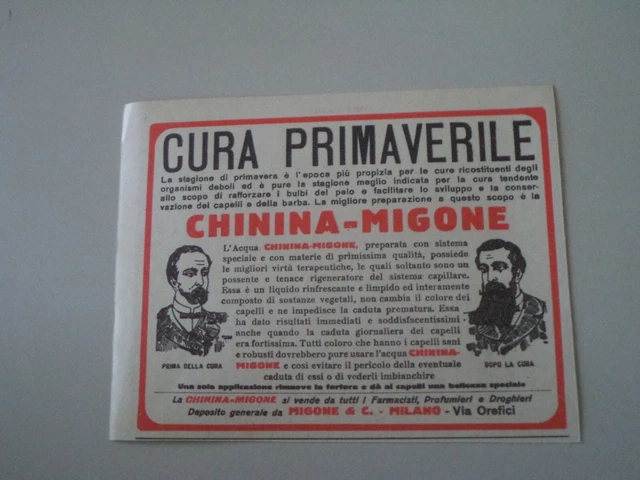 CURA PRIMAVERILE
La stagione di primavera è l'epoca più propizia per le cure ricostituenti degli
organismi deboli ed è pure la stagione meglio indicata per la cura tendente
allo scopo di rafforzare i bulbi del pelo e facilitare lo sviluppo e la conser-
vazione dei capelli e della barba. La migliore preparazione a questo scopo è la
CHININA-MIGONE
L'Acqua CHININA-MIGONE, preparata con sistema
speciale e con materie di primissima qualità, possiede
le migliori virtù terapeutiche, le quali soltanto sono un
possente e tenace rigeneratore del sistema capillare.
Essa è un liquido rinfrescante e limpido ed interamente
composto di sostanze vegetali, non cambia il colore dei
capelli e ne impedisce la caduta prematura. Essa
ha dato risultati immediati e soddisfacentissimi
anche quando la caduta giornaliera dei capelli
era fortissima. Tutti coloro che hanno i capelli sani
e robusti dovrebbero pure usare l'acqua CHININA-
MIGONE e così evitare il pericolo della eventuale
caduta di essi o di vederli imbianchire
PRIMA DELLA CURA
DOPO LA CURA
Una sola applicazione rimuove la forfora e dà ai capelli una bellezza speciale
La CHININA-MIGONE si vende da tutti i Farmacisti, Profumieri e Droghieri
Deposito generale da MIGONE & C. - MILANO - Via Orefici